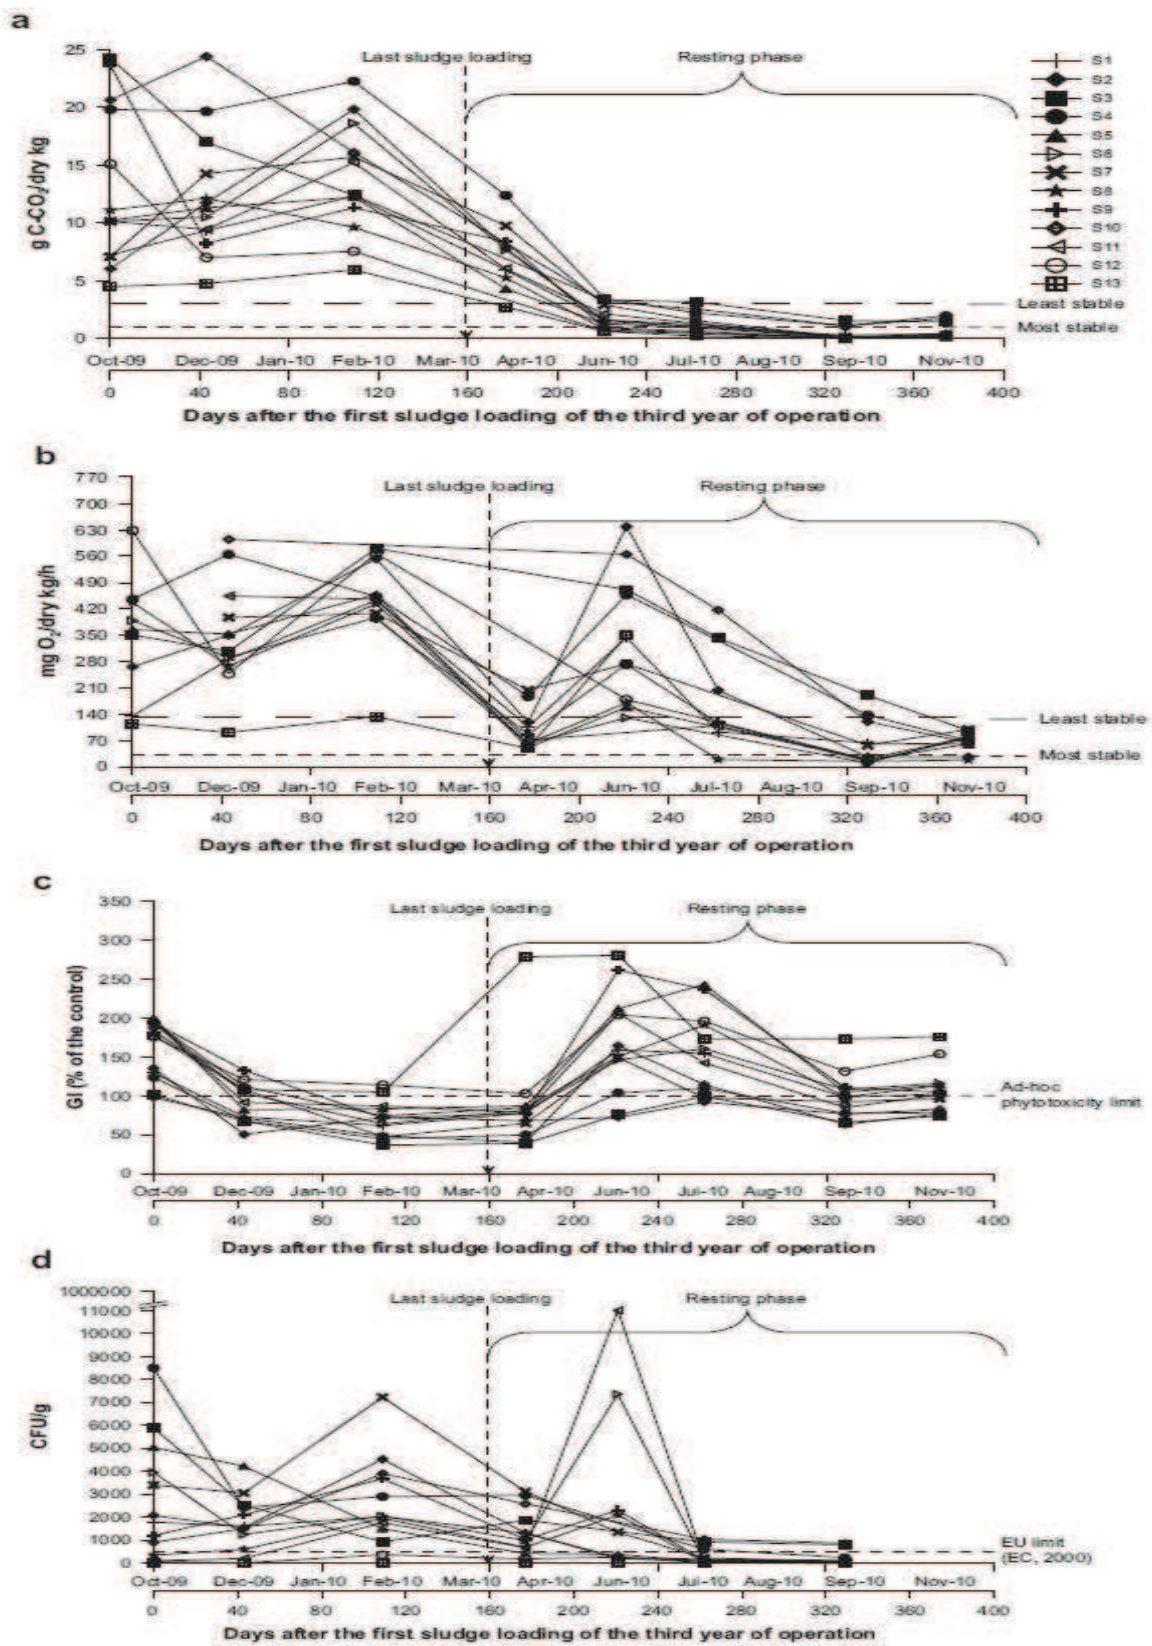 a
Last sludge loading Resting phase
g C-CO2/dry kg
25
20
15
10
5
0
S1
S2
S3
S4
S5
S6
S7
S8
S9
S10
S11
S12
S13
Least stable
Most stable
Oct-09 Dec-09 Jan-10 Feb-10 Mar-10 Apr-10 Jun-10 Jul-10 Aug-10 Sep-10 Nov-10
0 40 80 120 160 200 240 280 320 360 400
Days after the first sludge loading of the third year of operation
b
Last sludge loading Resting phase
mg O2/dry kg/h
770
700
630
560
490
420
350
280
210
140
70
0
Least stable
Most stable
Oct-09 Dec-09 Jan-10 Feb-10 Mar-10 Apr-10 Jun-10 Jul-10 Aug-10 Sep-10 Nov-10
0 40 80 120 160 200 240 280 320 360 400
Days after the first sludge loading of the third year of operation
c
Last sludge loading Resting phase
GI (% of the control)
350
300
250
200
150
100
50
0
Ad-hoc
phytotoxicity limit
Oct-09 Dec-09 Jan-10 Feb-10 Mar-10 Apr-10 Jun-10 Jul-10 Aug-10 Sep-10 Nov-10
0 40 80 120 160 200 240 280 320 360 400
Days after the first sludge loading of the third year of operation
d
Last sludge loading Resting phase
CFU/g
1000000
11000
10000
9000
8000
7000
6000
5000
4000
3000
2000
1000
0
EU limit
(EC, 2000)
Oct-09 Dec-09 Jan-10 Feb-10 Mar-10 Apr-10 Jun-10 Jul-10 Aug-10 Sep-10 Nov-10
0 40 80 120 160 200 240 280 320 360 400
Days after the first sludge loading of the third year of operation